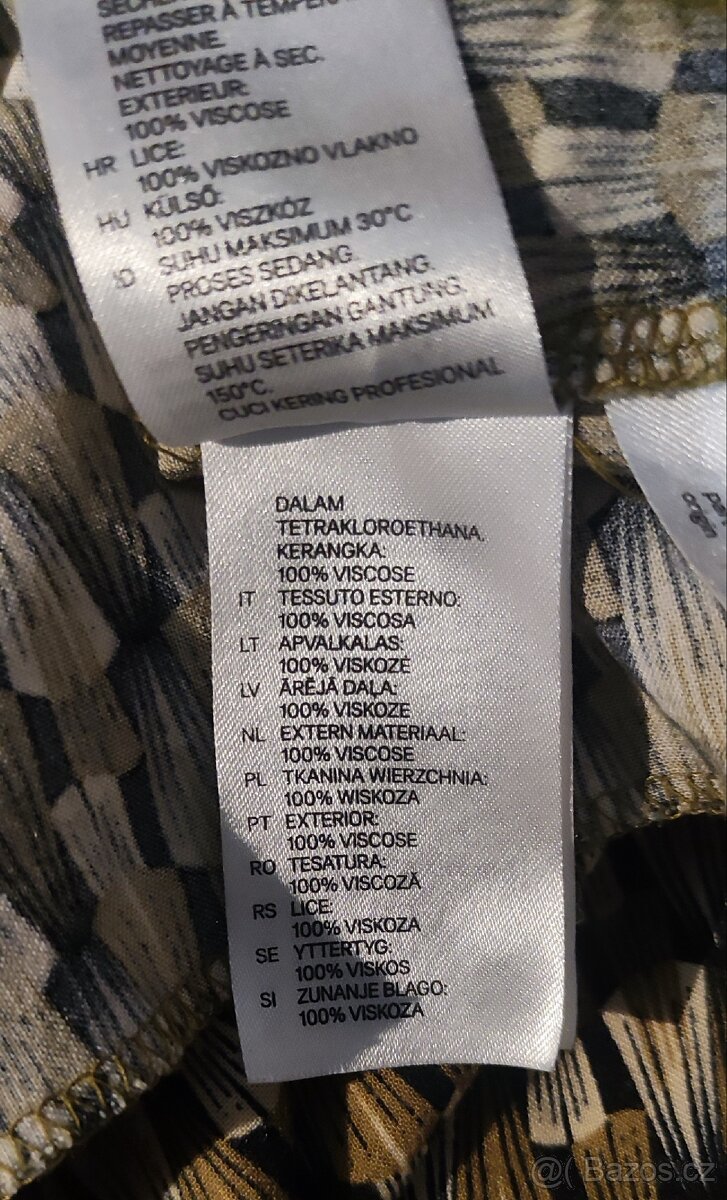 REPASSER À
MOYENNE.
NETTOYAGE À SEC.
EXTERIEUR:
100% VISCOSE
HR LICE:
100% VISKOZNO VLAKNO
HU KÜLSŐ:
100% VISZKÓZ
ID SUHU MAKSIMUM 30°C
PROSES SEDANG.
JANGAN DIKELANTANG.
PENGERINGAN GANTUNG.
SUHU SETERIKA MAKSIMUM
150°C.
CUCI KERING PROFESIONAL
DALAM
TETRAKLOROETHANA.
KERANGKA:
100% VISCOSE
IT TESSUTO ESTERNO:
100% VISCOSA
LT APVALKALAS:
100% VISKOZE
LV ĀRĒJĀ DAĻA:
100% VISKOZE
NL EXTERN MATERIAAL:
100% VISCOSE
PL TKANINA WIERZCHNIA:
100% WISKOZA
PT EXTERIOR:
100% VISCOSE
RO TESATURA:
100% VISCOZĂ
RS LICE:
100% VISKOZA
SE YTTERTYG:
100% VISKOS
SI ZUNANJE BLAGO:
100% VISKOZA
Bazos.cz